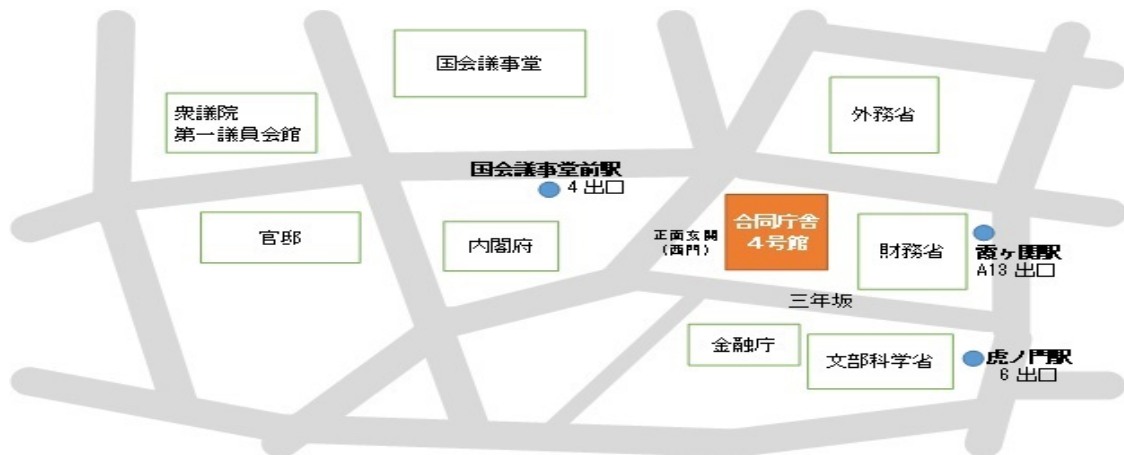 国会議事堂
衆議院
第一議員会館
外務省
国会議事堂前駅
4 出口
官邸
内閣府
正面玄関
(西門)
合同庁舎
4号館
財務省
霞ヶ関駅
A13 出口
三年坂
金融庁
文部科学省
虎ノ門駅
6 出口